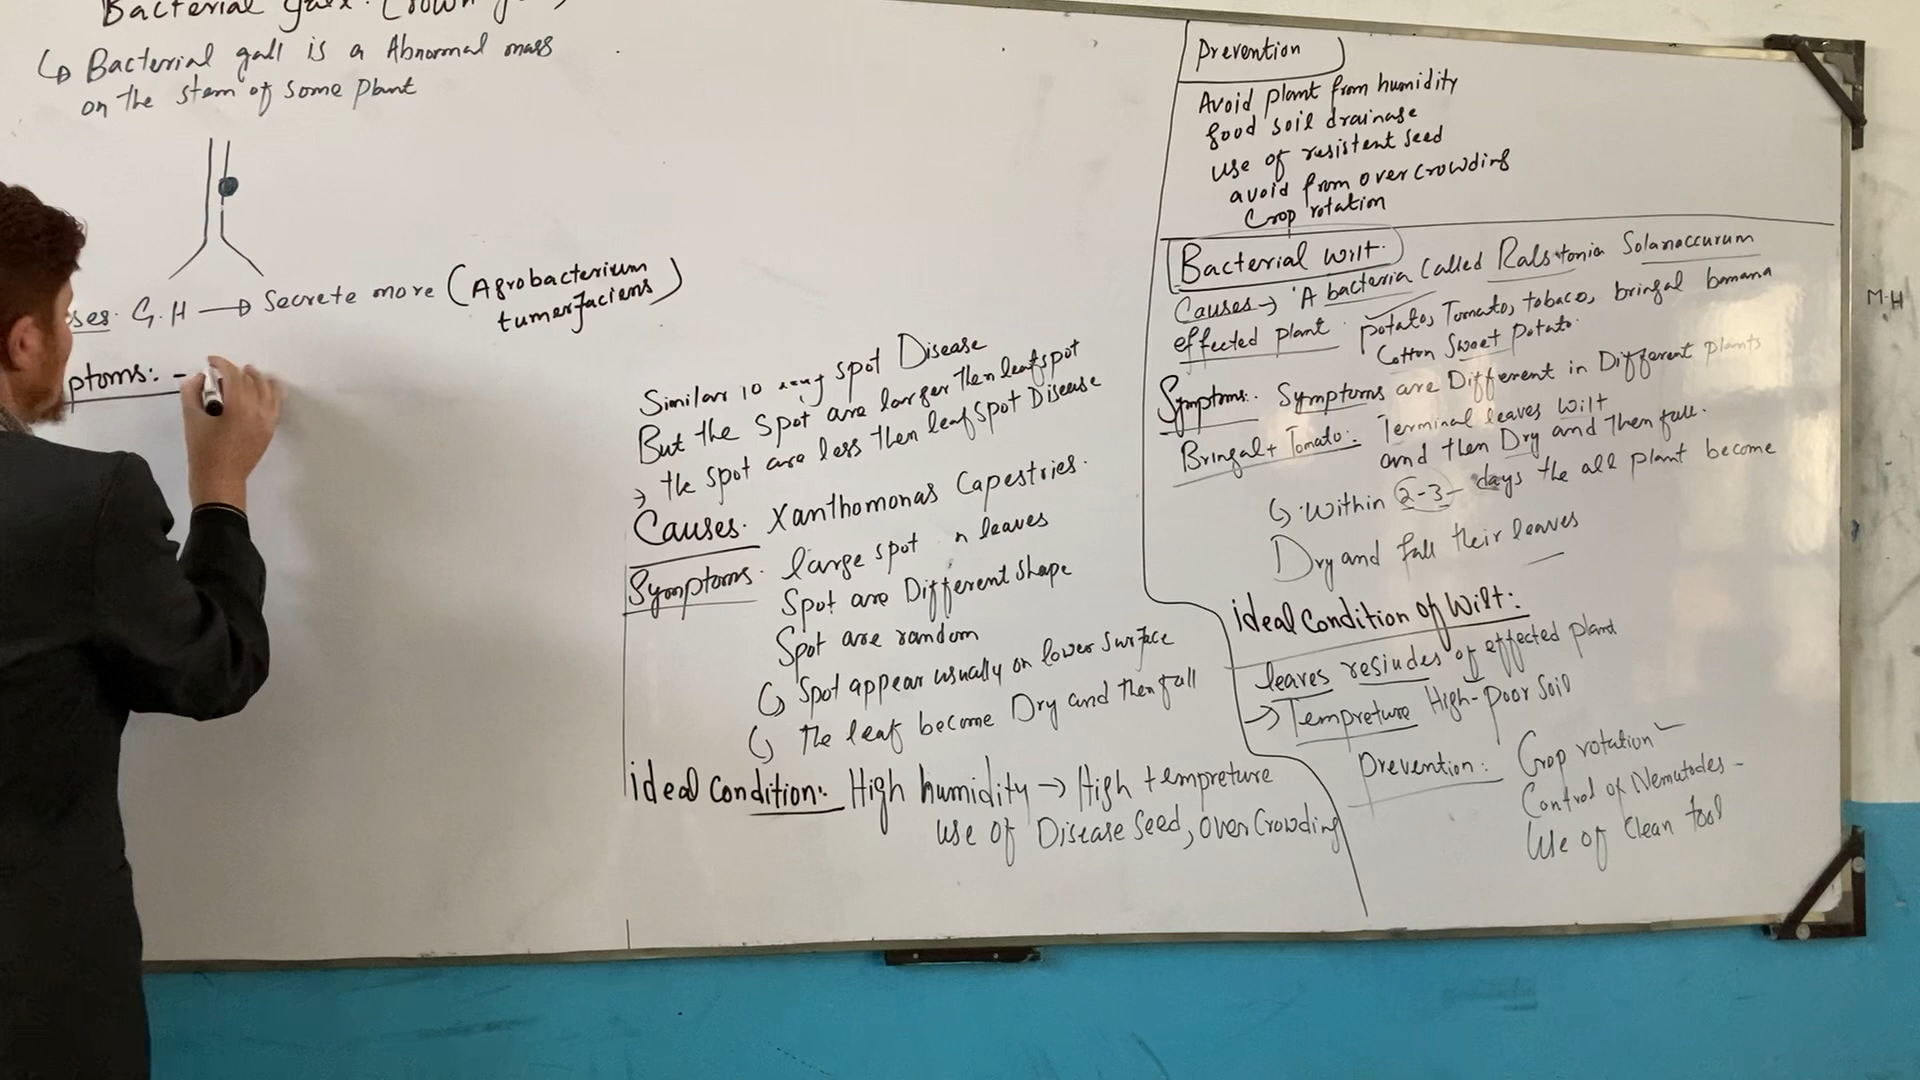 Bacterial gall. Crown
↳ Bacterial gall is a Abnormal mass
on the stem of some plant
ses. G.H → Secrete more (Agrobacterium
tumerfaciens)
ptoms: -
Similar to spot Disease
But the Spot are larger then leafspot
→ the spot are less then leaf spot Disease
Causes. Xanthomonas Capestries.
Symptoms. large spot n leaves
Spot are Different shape
Spot are random
↳ Spot appear usually on lower surface
↳ The leaf become Dry and then fall
ideal Condition:. High humidity → High tempreture
use of Disease Seed, over Crowding
Prevention
Avoid plant from humidity
good soil drainase
use of resistent seed
avoid from over crowding
Crop rotation
Bacterial wilt.
Causes → A bacteria Called Ralstonia Solanaccurum
effected plant. potato, Tomato, tobaco, bringal banana
Cotton Sweet Potato.
Symptoms:. Symptoms are Different in Different plants
Bringal + Tomato: Terminal leaves wilt
and then Dry and then fall.
↳ Within 2-3- days the all plant become
Dry and fall their leaves
ideal Condition of Wilt:
leaves resiudes of effected plant
→ Tempreture High - poor Soil
prevention: Crop rotation
Control of Nematodes -
Use of Clean tool
M.H